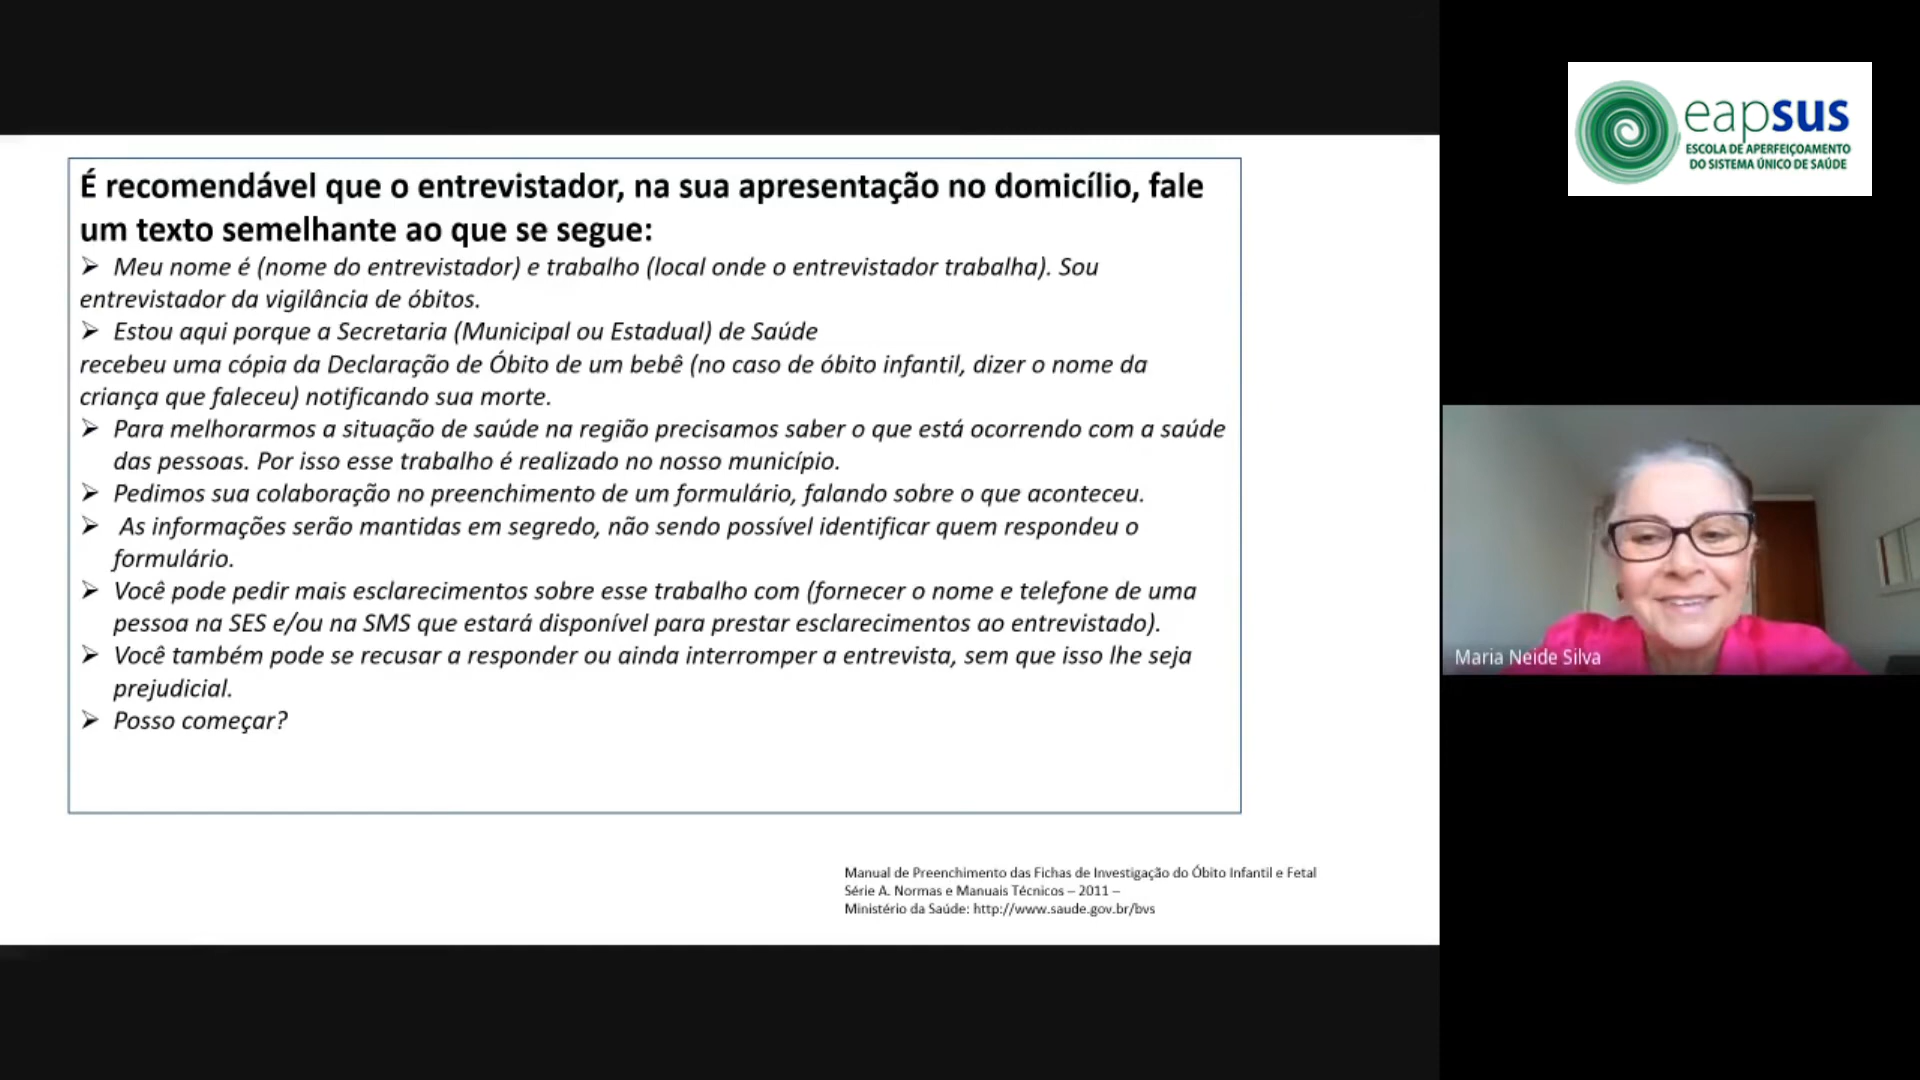 É recomendável que o entrevistador, na sua apresentação no domicílio, fale
um texto semelhante ao que se segue:
➢ Meu nome é (nome do entrevistador) e trabalho (local onde o entrevistador trabalha). Sou
entrevistador da vigilância de óbitos.
➢ Estou aqui porque a Secretaria (Municipal ou Estadual) de Saúde
recebeu uma cópia da Declaração de Óbito de um bebê (no caso de óbito infantil, dizer o nome da
criança que faleceu) notificando sua morte.
➢ Para melhorarmos a situação de saúde na região precisamos saber o que está ocorrendo com a saúde
das pessoas. Por isso esse trabalho é realizado no nosso município.
➢ Pedimos sua colaboração no preenchimento de um formulário, falando sobre o que aconteceu.
➢ As informações serão mantidas em segredo, não sendo possível identificar quem respondeu o
formulário.
➢ Você pode pedir mais esclarecimentos sobre esse trabalho com (fornecer o nome e telefone de uma
pessoa na SES e/ou na SMS que estará disponível para prestar esclarecimentos ao entrevistado).
➢ Você também pode se recusar a responder ou ainda interromper a entrevista, sem que isso lhe seja
prejudicial.
➢ Posso começar?
Manual de Preenchimento das Fichas de Investigação do Óbito Infantil e Fetal
Série A. Normas e Manuais Técnicos – 2011 –
Ministério da Saúde: http://www.saude.gov.br/bvs
eapsus
ESCOLA DE APERFEIÇOAMENTO
DO SISTEMA ÚNICO DE SAÚDE
Maria Neide Silva